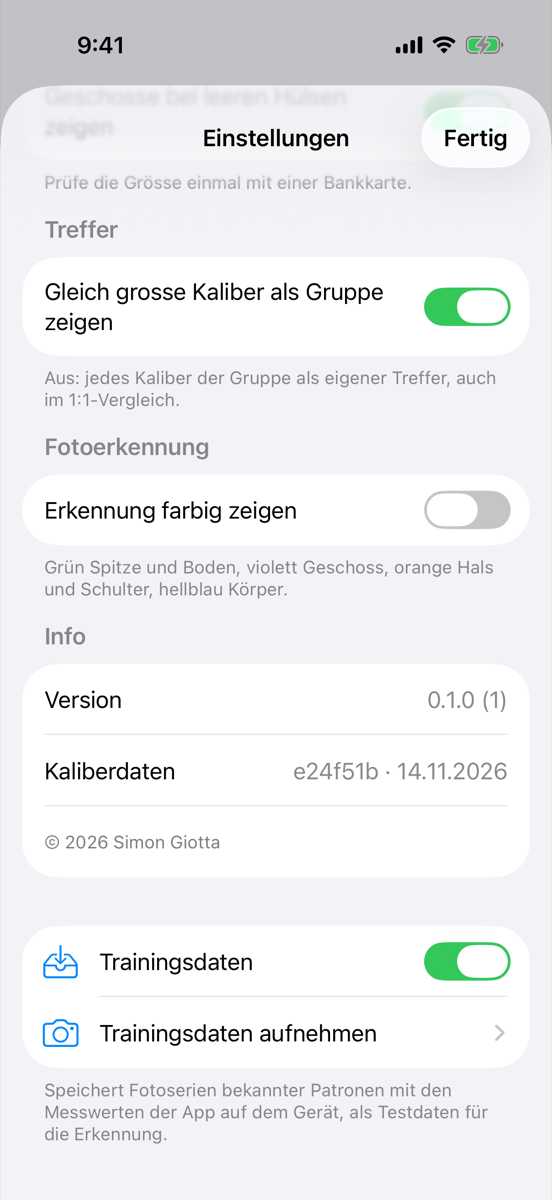 9:41
Geschosse bei leeren Hülsen
zeigen
Einstellungen
Fertig
Prüfe die Grösse einmal mit einer Bankkarte.
Treffer
Gleich grosse Kaliber als Gruppe
zeigen
Aus: jedes Kaliber der Gruppe als eigener Treffer, auch
im 1:1-Vergleich.
Fotoerkennung
Erkennung farbig zeigen
Grün Spitze und Boden, violett Geschoss, orange Hals
und Schulter, hellblau Körper.
Info
Version 0.1.0 (1)
Kaliberdaten e24f51b · 14.11.2026
© 2026 Simon Giotta
Trainingsdaten
Trainingsdaten aufnehmen
Speichert Fotoserien bekannter Patronen mit den
Messwerten der App auf dem Gerät, als Testdaten für
die Erkennung.